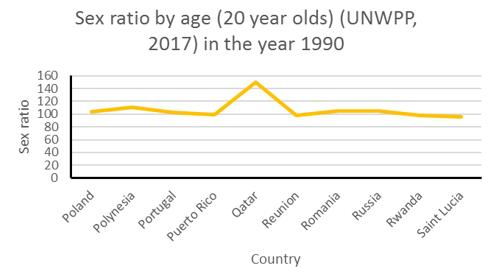 Sex ratio by age (20 year olds) (UNWPP,
2017) in the year 1990
160
140
120
100
80
60
40
20
0
Sex ratio
Poland
Polynesia
Portugal
Puerto Rico
Qatar
Reunion
Romania
Russia
Rwanda
Saint Lucia
Country